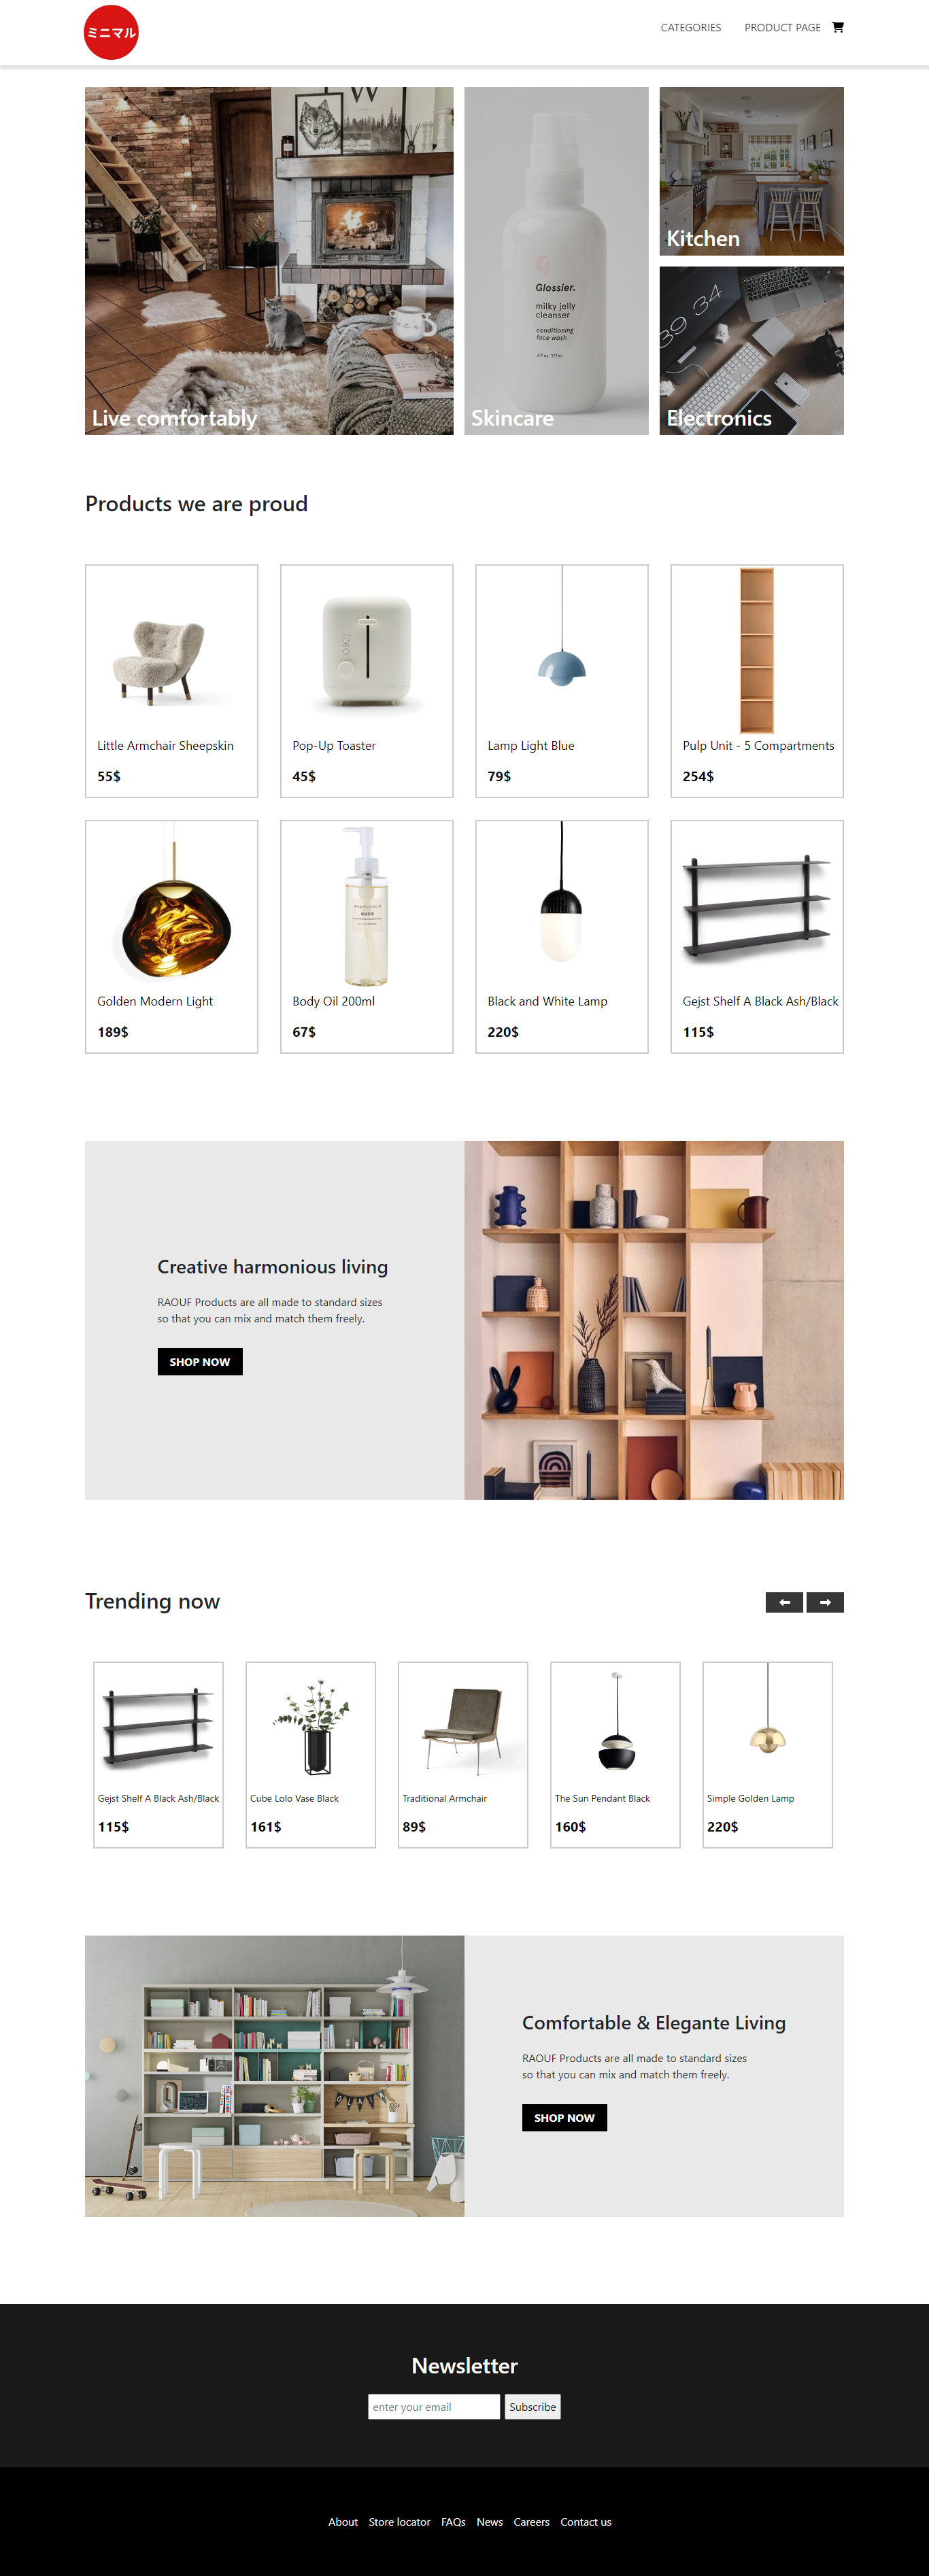 ミニマル
CATEGORIES
PRODUCT PAGE
W
Live comfortably
Glossier.
milky jelly
cleanser
conditioning
face wash
Skincare
Kitchen
39 34
Electronics
Products we are proud
Little Armchair Sheepskin
55$
Pop-Up Toaster
45$
Lamp Light Blue
79$
Pulp Unit - 5 Compartments
254$
Golden Modern Light
189$
Body Oil 200ml
67$
Black and White Lamp
220$
Gejst Shelf A Black Ash/Black
115$
Creative harmonious living
RAOUF Products are all made to standard sizes
so that you can mix and match them freely.
SHOP NOW
Trending now
Gejst Shelf A Black Ash/Black
115$
Cube Lolo Vase Black
161$
Traditional Armchair
89$
The Sun Pendant Black
160$
Simple Golden Lamp
220$
Comfortable & Elegante Living
RAOUF Products are all made to standard sizes
so that you can mix and match them freely.
SHOP NOW
Newsletter
enter your email
Subscribe
About
Store locator
FAQs
News
Careers
Contact us